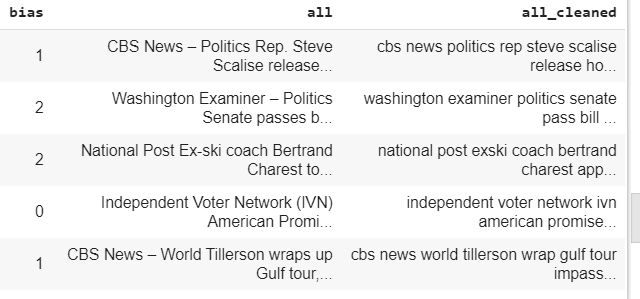 bias all all_cleaned
1 CBS News – Politics Rep. Steve cbs news politics rep steve scalise
Scalise release... release ho...
2 Washington Examiner – Politics washington examiner politics senate
Senate passes b... pass bill ...
2 National Post Ex-ski coach Bertrand national post exski coach bertrand
Charest to... charest app...
0 Independent Voter Network (IVN) independent voter network ivn
American Promi... american promise...
1 CBS News – World Tillerson wraps up cbs news world tillerson wrap gulf tour
Gulf tour,... impass...